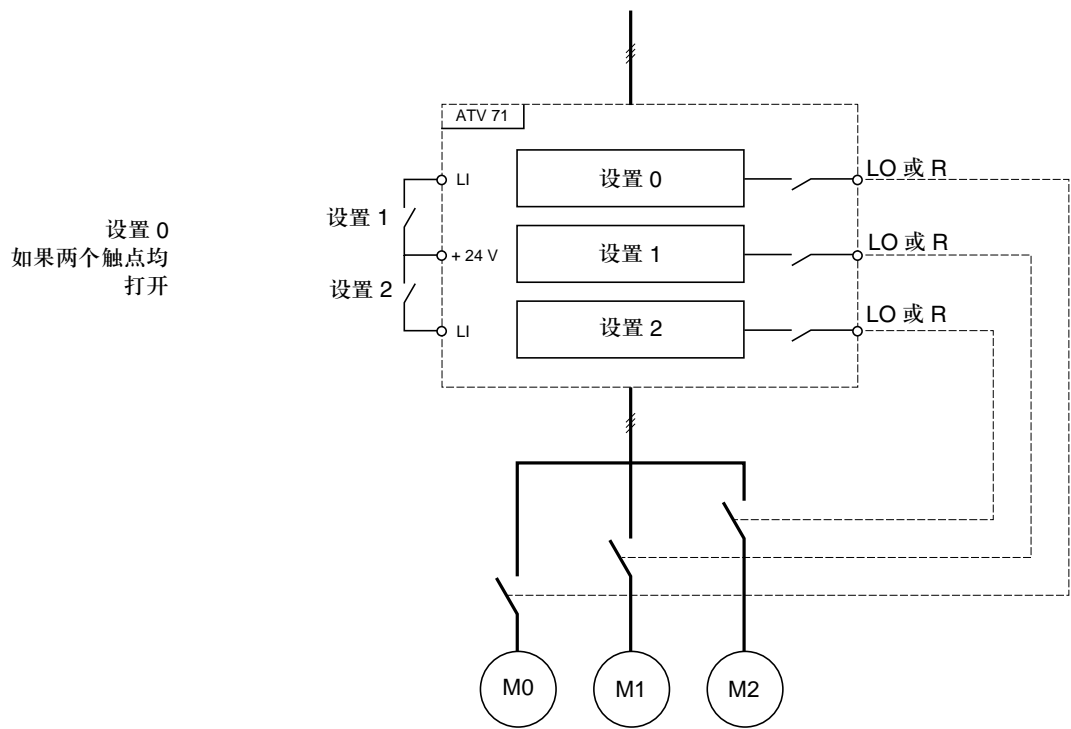 ATV 71
LI
设置 0
LO 或 R
设置 1
设置 0
如果两个触点均
打开
+ 24 V
设置 1
LO 或 R
设置 2
LI
设置 2
LO 或 R
M0
M1
M2